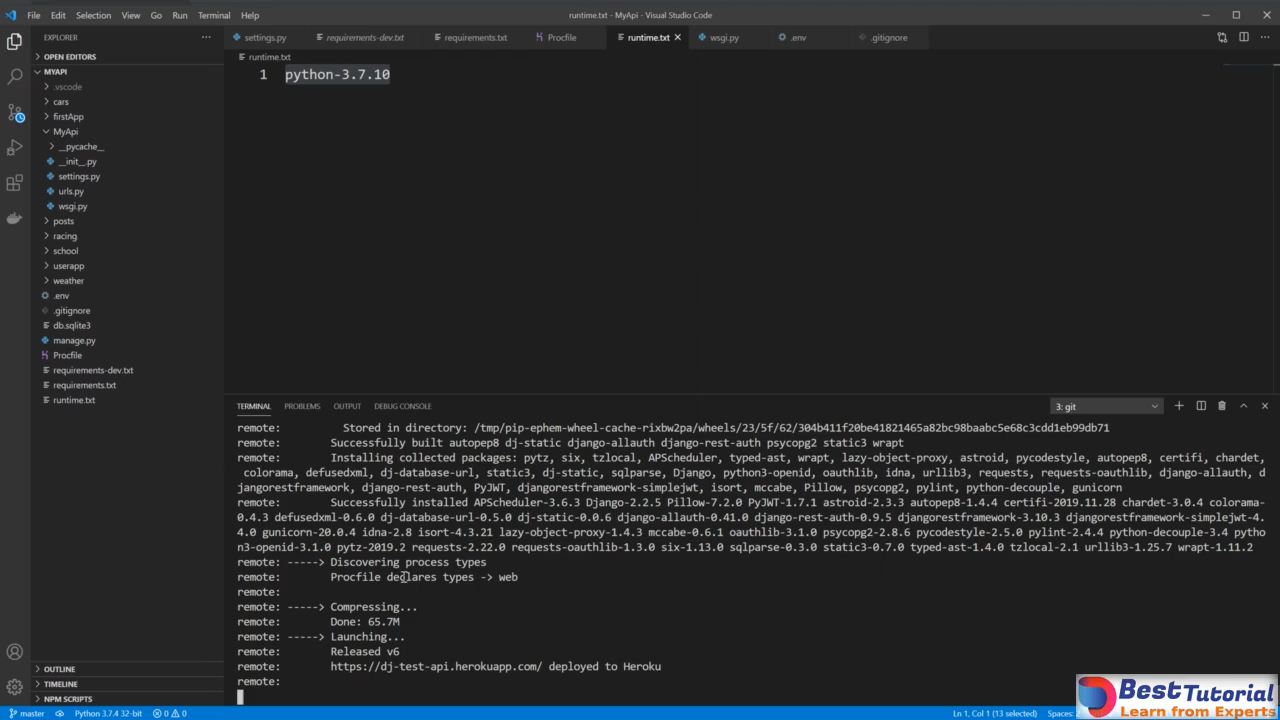 File Edit Selection View Go Run Terminal Help
runtime.txt - MyApi - Visual Studio Code
EXPLORER
settings.py requirements-dev.txt requirements.txt Procfile runtime.txt wsgi.py .env .gitignore
OPEN EDITORS
MYAPI
.vscode
cars
firstApp
MyApi
__pycache__
__init__.py
settings.py
urls.py
wsgi.py
posts
racing
school
userapp
weather
.env
.gitignore
db.sqlite3
manage.py
Procfile
requirements-dev.txt
requirements.txt
runtime.txt
OUTLINE
TIMELINE
NPM SCRIPTS
runtime.txt
1 python-3.7.10
TERMINAL PROBLEMS OUTPUT DEBUG CONSOLE
3: git
remote: Stored in directory: /tmp/pip-ephem-wheel-cache-rixbw2pa/wheels/23/5f/62/304b411f20be41821465a82bc98baabc5e68c3cdd1eb99db71
remote: Successfully built autopep8 dj-static django-allauth django-rest-auth psycopg2 static3 wrapt
remote: Installing collected packages: pytz, six, tzlocal, APScheduler, typed-ast, wrapt, lazy-object-proxy, astroid, pycodestyle, autopep8, certifi, chardet,
colorama, defusedxml, dj-database-url, static3, dj-static, sqlparse, Django, python3-openid, oauthlib, idna, urllib3, requests, requests-oauthlib, django-allauth, d
jangorestframework, django-rest-auth, PyJWT, djangorestframework-simplejwt, isort, mccabe, Pillow, psycopg2, pylint, python-decouple, gunicorn
remote: Successfully installed APScheduler-3.6.3 Django-2.2.5 Pillow-7.2.0 PyJWT-1.7.1 astroid-2.3.3 autopep8-1.4.4 certifi-2019.11.28 chardet-3.0.4 colorama-
0.4.3 defusedxml-0.6.0 dj-database-url-0.5.0 dj-static-0.0.6 django-allauth-0.41.0 django-rest-auth-0.9.5 djangorestframework-3.10.3 djangorestframework-simplejwt-4.
4.0 gunicorn-20.0.4 idna-2.8 isort-4.3.21 lazy-object-proxy-1.4.3 mccabe-0.6.1 oauthlib-3.1.0 psycopg2-2.8.6 pycodestyle-2.5.0 pylint-2.4.4 python-decouple-3.4 pytho
n3-openid-3.1.0 pytz-2019.2 requests-2.22.0 requests-oauthlib-1.3.0 six-1.13.0 sqlparse-0.3.0 static3-0.7.0 typed-ast-1.4.0 tzlocal-2.1 urllib3-1.25.7 wrapt-1.11.2
remote: -----> Discovering process types
remote: Procfile declares types -> web
remote:
remote: -----> Compressing...
remote: Done: 65.7M
remote: -----> Launching...
remote: Released v6
remote: https://dj-test-api.herokuapp.com/ deployed to Heroku
remote:
master Python 3.7.4 32-bit 0 0
Ln 1, Col 1 (13 selected) Spaces:
BestTutorial
Learn from Experts